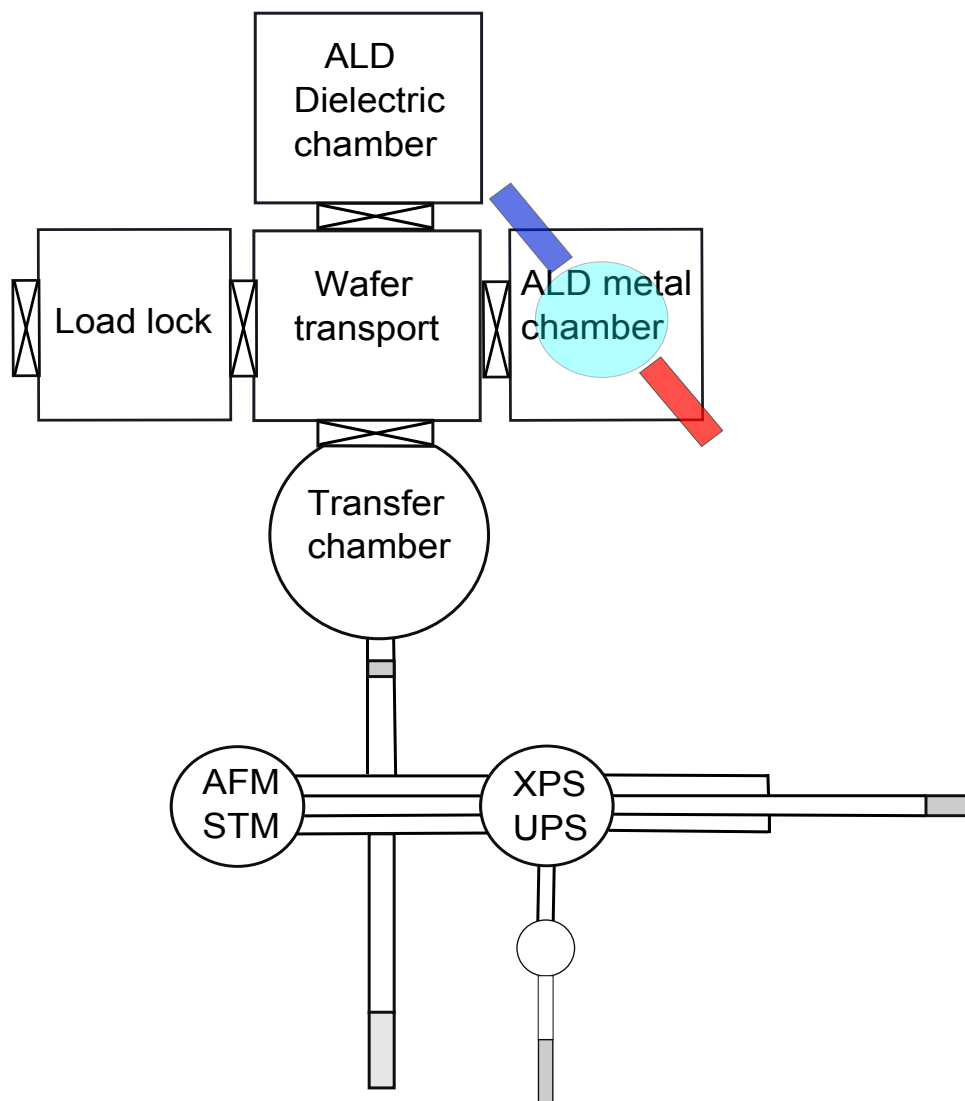 ALD
Dielectric
chamber
Load lock
Wafer
transport
ALD metal
chamber
Transfer
chamber
AFM
STM
XPS
UPS